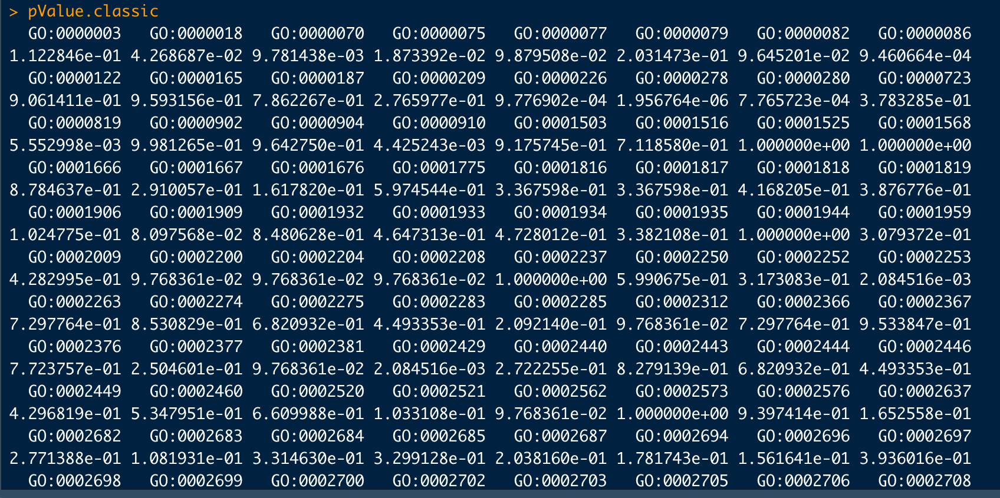 > pValue.classic
GO:0000003 GO:0000018 GO:0000070 GO:0000075 GO:0000077 GO:0000079 GO:0000082 GO:0000086
1.122846e-01 4.268687e-02 9.781438e-03 1.873392e-02 9.879508e-02 2.031473e-01 9.645201e-02 9.460664e-04
GO:0000122 GO:0000165 GO:0000187 GO:0000209 GO:0000226 GO:0000278 GO:0000280 GO:0000723
9.061411e-01 9.593156e-01 7.862267e-01 2.765977e-01 9.776902e-04 1.956764e-06 7.765723e-04 3.783285e-01
GO:0000819 GO:0000902 GO:0000904 GO:0000910 GO:0001503 GO:0001516 GO:0001525 GO:0001568
5.552998e-03 9.981265e-01 9.642750e-01 4.425243e-03 9.175745e-01 7.118580e-01 1.000000e+00 1.000000e+00
GO:0001666 GO:0001667 GO:0001676 GO:0001775 GO:0001816 GO:0001817 GO:0001818 GO:0001819
8.784637e-01 2.910057e-01 1.617820e-01 5.974544e-01 3.367598e-01 3.367598e-01 4.168205e-01 3.876776e-01
GO:0001906 GO:0001909 GO:0001932 GO:0001933 GO:0001934 GO:0001935 GO:0001944 GO:0001959
1.024775e-01 8.097568e-02 8.480628e-01 4.647313e-01 4.728012e-01 3.382108e-01 1.000000e+00 3.079372e-01
GO:0002009 GO:0002200 GO:0002204 GO:0002208 GO:0002237 GO:0002250 GO:0002252 GO:0002253
4.282995e-01 9.768361e-02 9.768361e-02 9.768361e-02 1.000000e+00 5.990675e-01 3.173083e-01 2.084516e-03
GO:0002263 GO:0002274 GO:0002275 GO:0002283 GO:0002285 GO:0002312 GO:0002366 GO:0002367
7.297764e-01 8.530829e-01 6.820932e-01 4.493353e-01 2.092140e-01 9.768361e-02 7.297764e-01 9.533847e-01
GO:0002376 GO:0002377 GO:0002381 GO:0002429 GO:0002440 GO:0002443 GO:0002444 GO:0002446
7.723757e-01 2.504601e-01 9.768361e-02 2.084516e-03 2.722255e-01 8.279139e-01 6.820932e-01 4.493353e-01
GO:0002449 GO:0002460 GO:0002520 GO:0002521 GO:0002562 GO:0002573 GO:0002576 GO:0002637
4.296819e-01 5.347951e-01 6.609988e-01 1.033108e-01 9.768361e-02 1.000000e+00 9.397414e-01 1.652558e-01
GO:0002682 GO:0002683 GO:0002684 GO:0002685 GO:0002687 GO:0002694 GO:0002696 GO:0002697
2.771388e-01 1.081931e-01 3.314630e-01 3.299128e-01 2.038160e-01 1.781743e-01 1.561641e-01 3.936016e-01
GO:0002698 GO:0002699 GO:0002700 GO:0002702 GO:0002703 GO:0002705 GO:0002706 GO:0002708